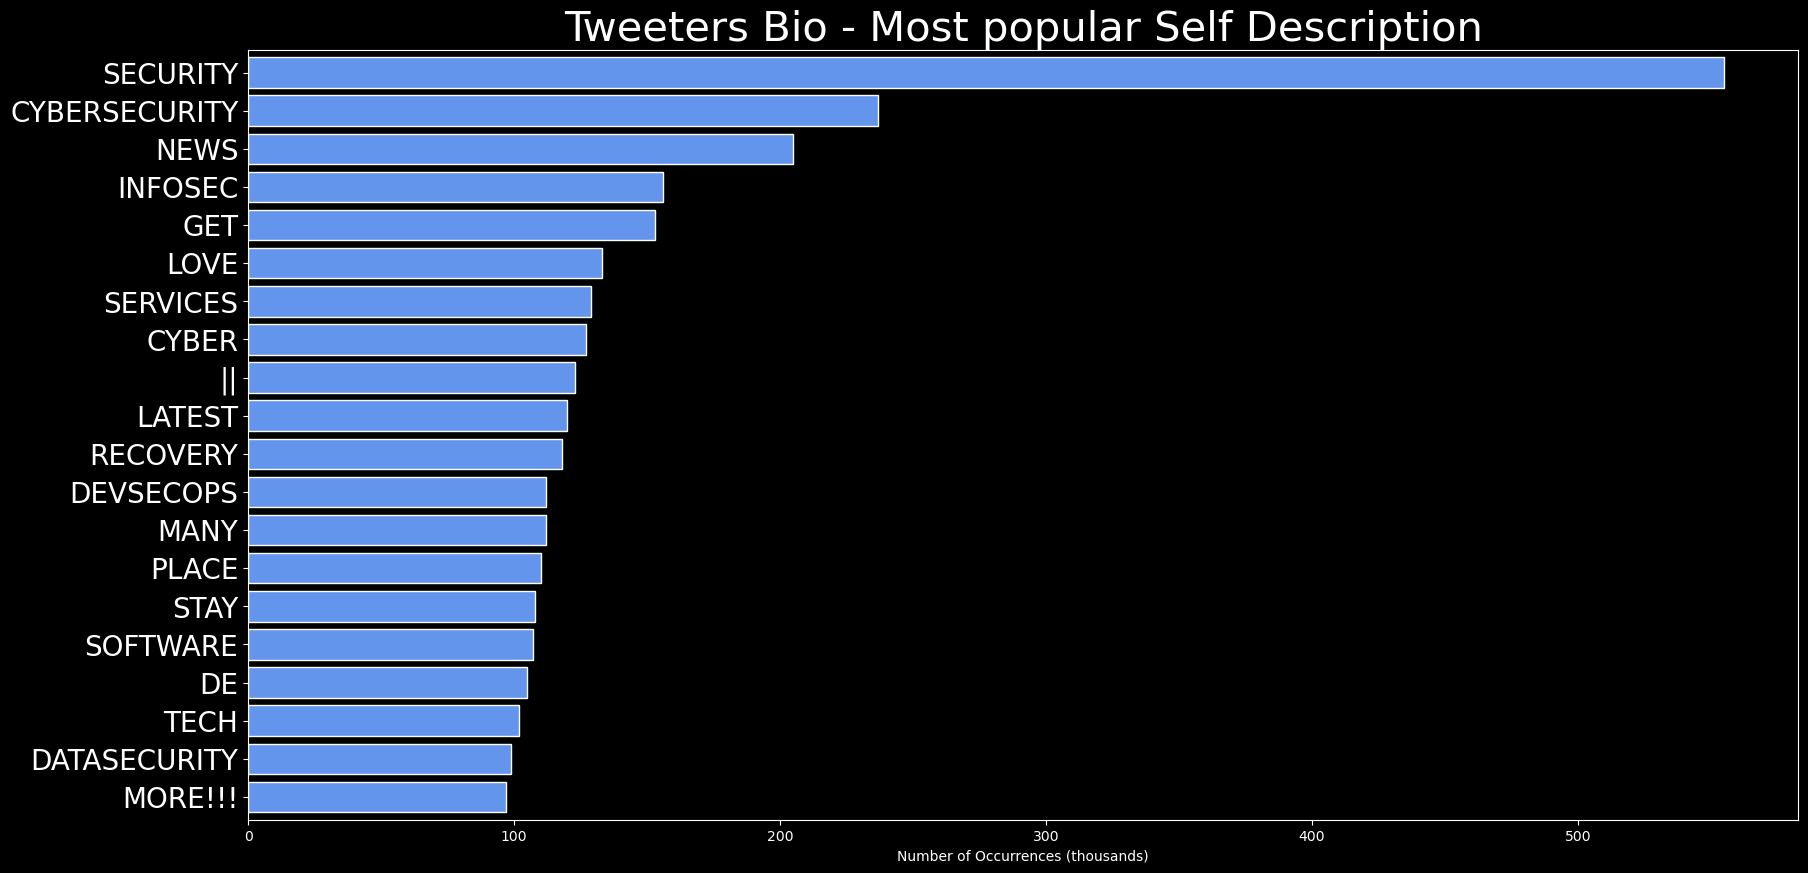 Tweeters Bio - Most popular Self Description
SECURITY
CYBERSECURITY
NEWS
INFOSEC
GET
LOVE
SERVICES
CYBER
||
LATEST
RECOVERY
DEVSECOPS
MANY
PLACE
STAY
SOFTWARE
DE
TECH
DATASECURITY
MORE!!!
0 100 200 300 400 500
Number of Occurrences (thousands)